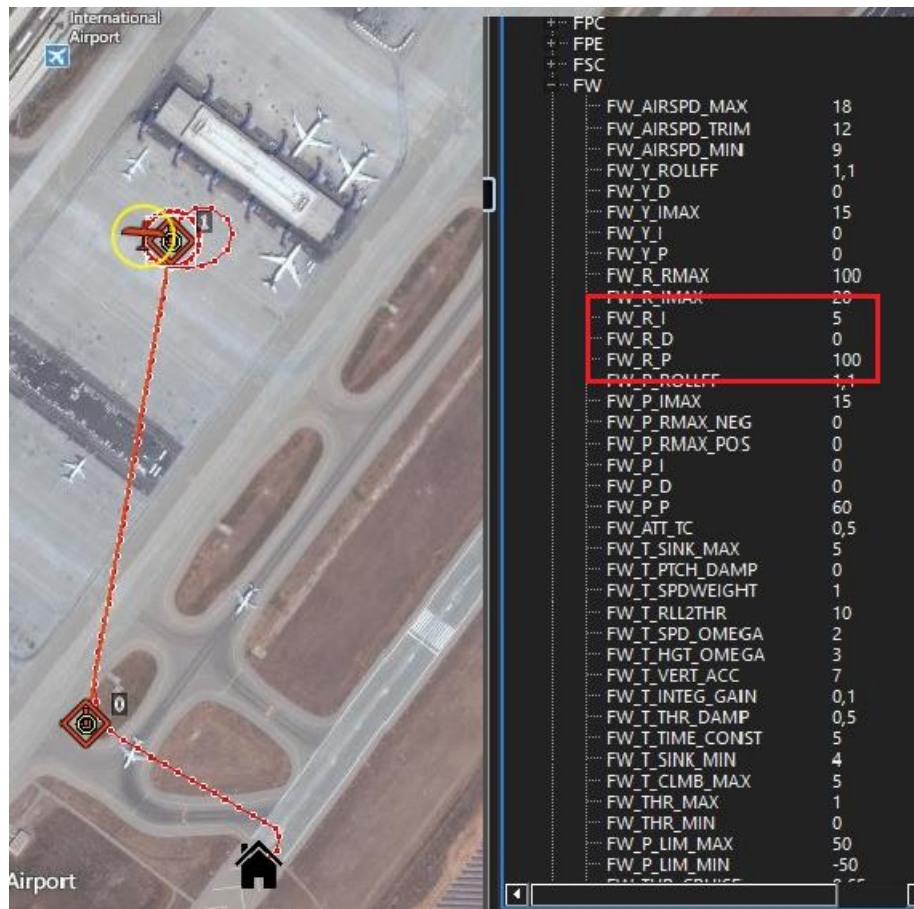 International
Airport
1
0
Airport
FPC
FPE
FSC
FW
FW_AIRSPD_MAX 18
FW_AIRSPD_TRIM 12
FW_AIRSPD_MIN 9
FW_Y_ROLLFF 1,1
FW_Y_D 0
FW_Y_IMAX 15
FW_Y_I 0
FW_Y_P 0
FW_R_RMAX 100
FW_R_IMAX 20
FW_R_I 5
FW_R_D 0
FW_R_P 100
FW_P_ROLLFF 1,1
FW_P_IMAX 15
FW_P_RMAX_NEG 0
FW_P_RMAX_POS 0
FW_P_I 0
FW_P_D 0
FW_P_P 60
FW_ATT_TC 0,5
FW_T_SINK_MAX 5
FW_T_PTCH_DAMP 0
FW_T_SPDWEIGHT 1
FW_T_RLL2THR 10
FW_T_SPD_OMEGA 2
FW_T_HGT_OMEGA 3
FW_T_VERT_ACC 7
FW_T_INTEG_GAIN 0,1
FW_T_THR_DAMP 0,5
FW_T_TIME_CONST 5
FW_T_SINK_MIN 4
FW_T_CLMB_MAX 5
FW_THR_MAX 1
FW_THR_MIN 0
FW_P_LIM_MAX 50
FW_P_LIM_MIN -50